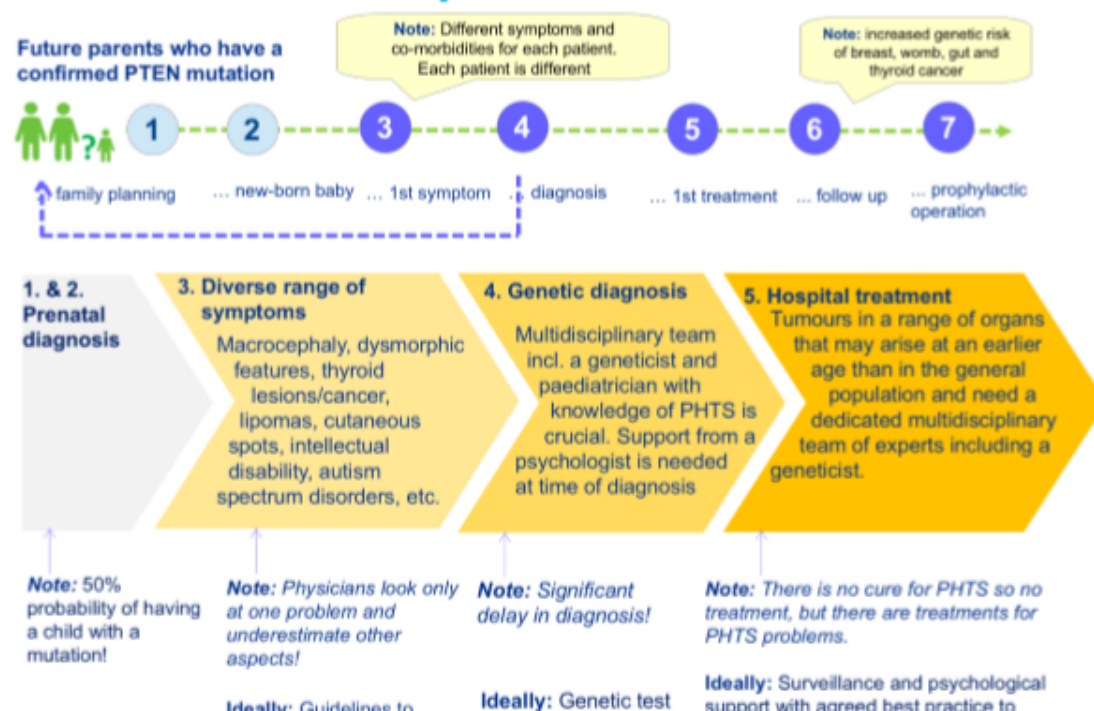 Note: Different symptoms and
co-morbidities for each patient.
Each patient is different
Note: increased genetic risk
of breast, womb, gut and
thyroid cancer
Future parents who have a
confirmed PTEN mutation
?
1
2
3
4
5
6
7
family planning
... new-born baby
... 1st symptom
... diagnosis
... 1st treatment
... follow up
... prophylactic
operation
1. & 2.
Prenatal
diagnosis
3. Diverse range of
symptoms
Macrocephaly, dysmorphic
features, thyroid
lesions/cancer,
lipomas, cutaneous
spots, intellectual
disability, autism
spectrum disorders, etc.
4. Genetic diagnosis
Multidisciplinary team
incl. a geneticist and
paediatrician with
knowledge of PHTS is
crucial. Support from a
psychologist is needed
at time of diagnosis
5. Hospital treatment
Tumours in a range of organs
that may arise at an earlier
age than in the general
population and need a
dedicated multidisciplinary
team of experts including a
geneticist.
Note: 50%
probability of having
a child with a
mutation!
Note: Physicians look only
at one problem and
underestimate other
aspects!
Ideally: Guidelines to
Note: Significant
delay in diagnosis!
Ideally: Genetic test
Note: There is no cure for PHTS so no
treatment, but there are treatments for
PHTS problems.
Ideally: Surveillance and psychological
support with agreed best practice to